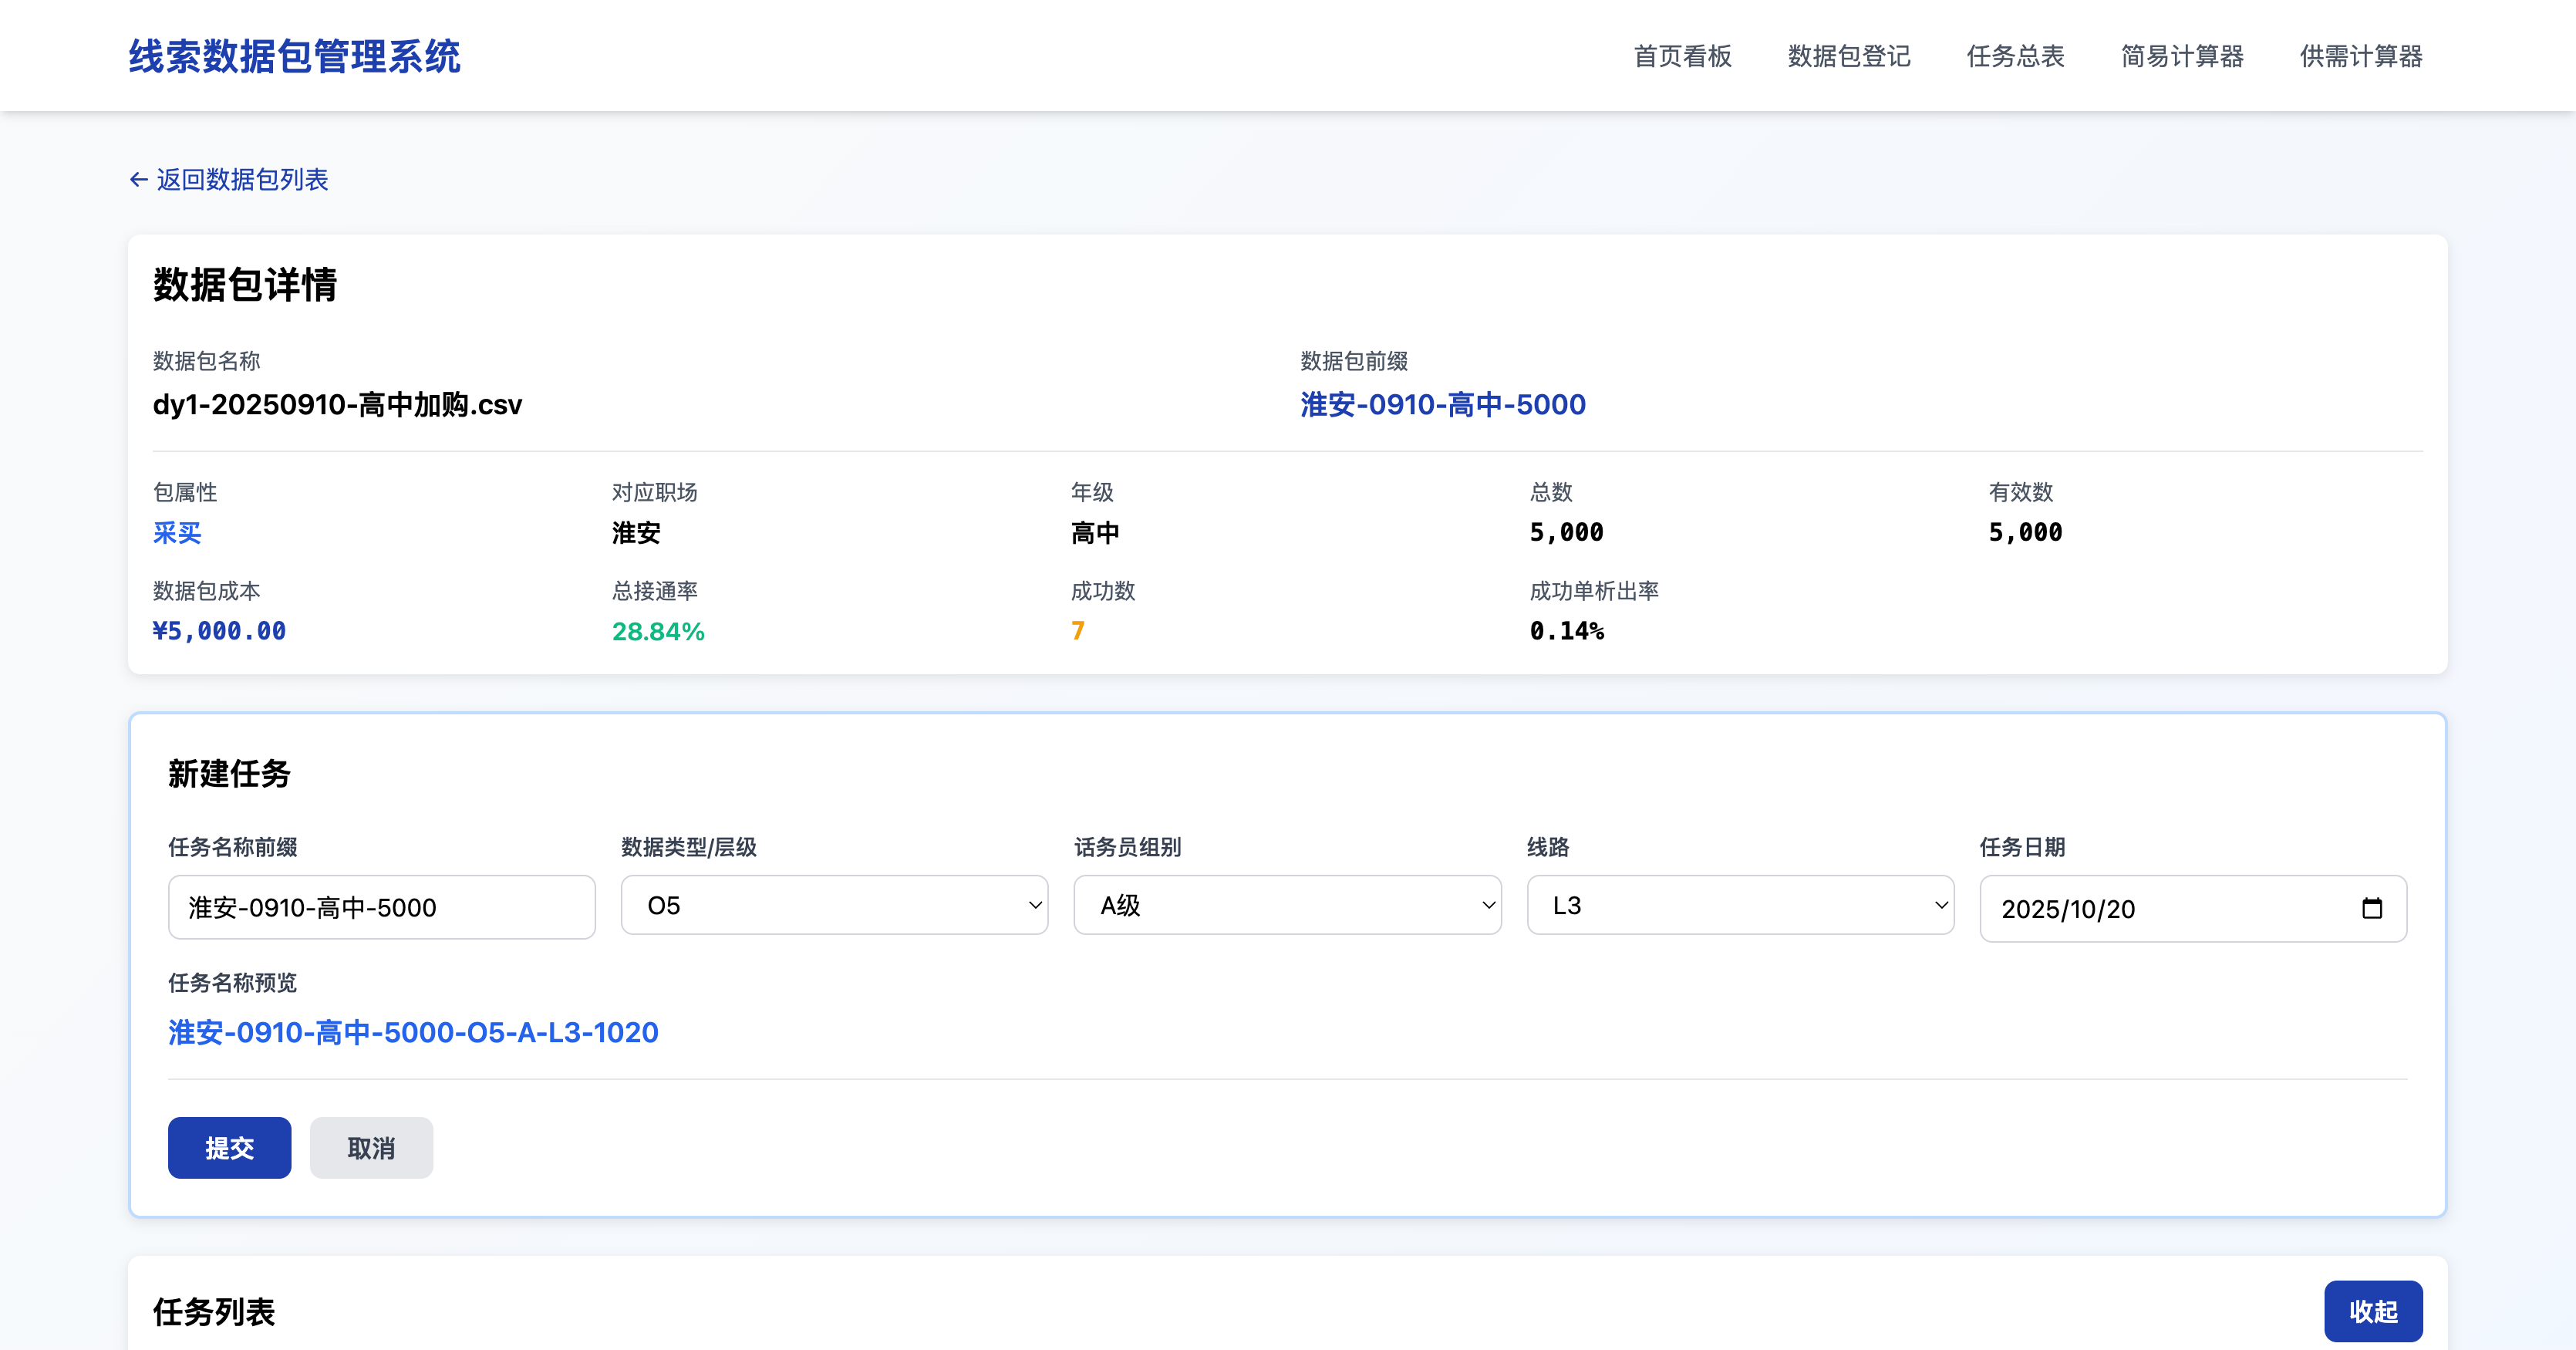 线索数据包管理系统 首页看板 数据包登记 任务总表 简易计算器 供需计算器
← 返回数据包列表
数据包详情
数据包名称 数据包前缀
dy1-20250910-高中加购.csv 淮安-0910-高中-5000
包属性 对应职场 年级 总数 有效数
采买 淮安 高中 5,000 5,000
数据包成本 总接通率 成功数 成功单析出率
¥5,000.00 28.84% 7 0.14%
新建任务
任务名称前缀 数据类型/层级 话务员组别 线路 任务日期
淮安-0910-高中-5000 O5 A级 L3 2025/10/20
任务名称预览
淮安-0910-高中-5000-O5-A-L3-1020
提交 取消
任务列表 收起